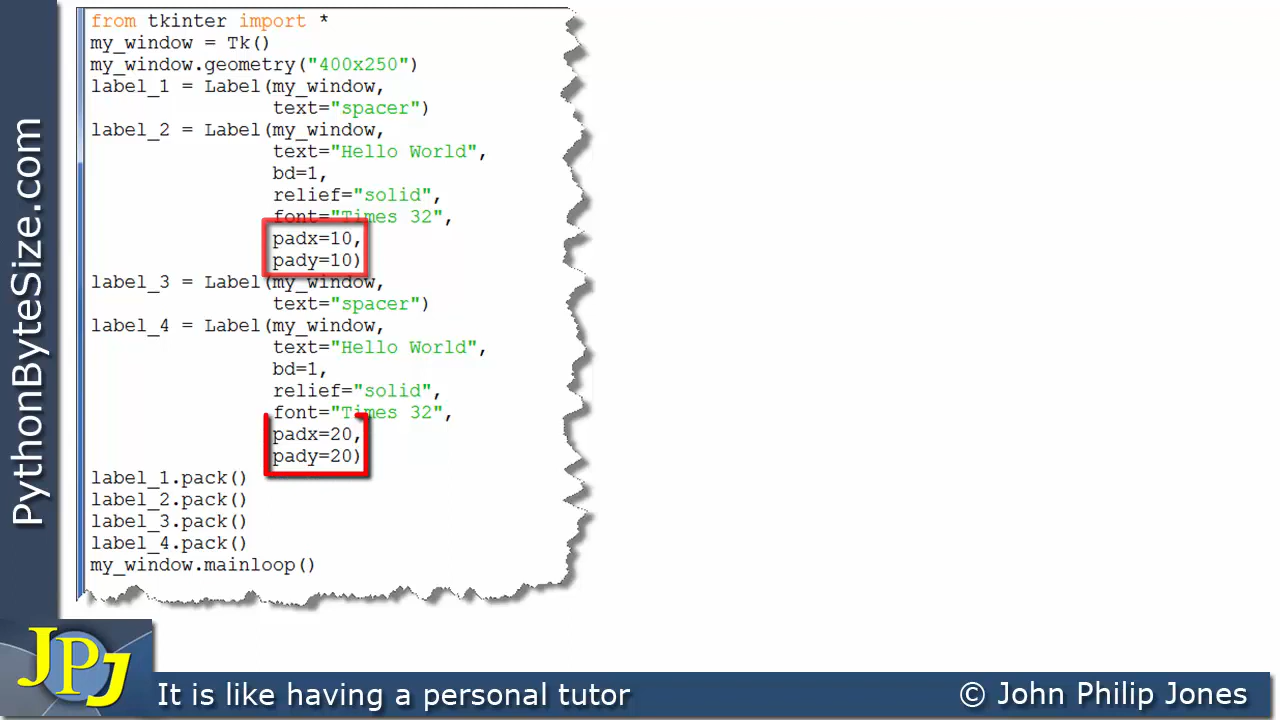 from tkinter import *
my_window = Tk()
my_window.geometry("400x250")
label_1 = Label(my_window,
text="spacer")
label_2 = Label(my_window,
text="Hello World",
bd=1,
relief="solid",
font="Times 32",
padx=10,
pady=10)
label_3 = Label(my_window,
text="spacer")
label_4 = Label(my_window,
text="Hello World",
bd=1,
relief="solid",
font="Times 32",
padx=20,
pady=20)
label_1.pack()
label_2.pack()
label_3.pack()
label_4.pack()
my_window.mainloop()
PythonByteSize.com
JPJ
It is like having a personal tutor
© John Philip Jones